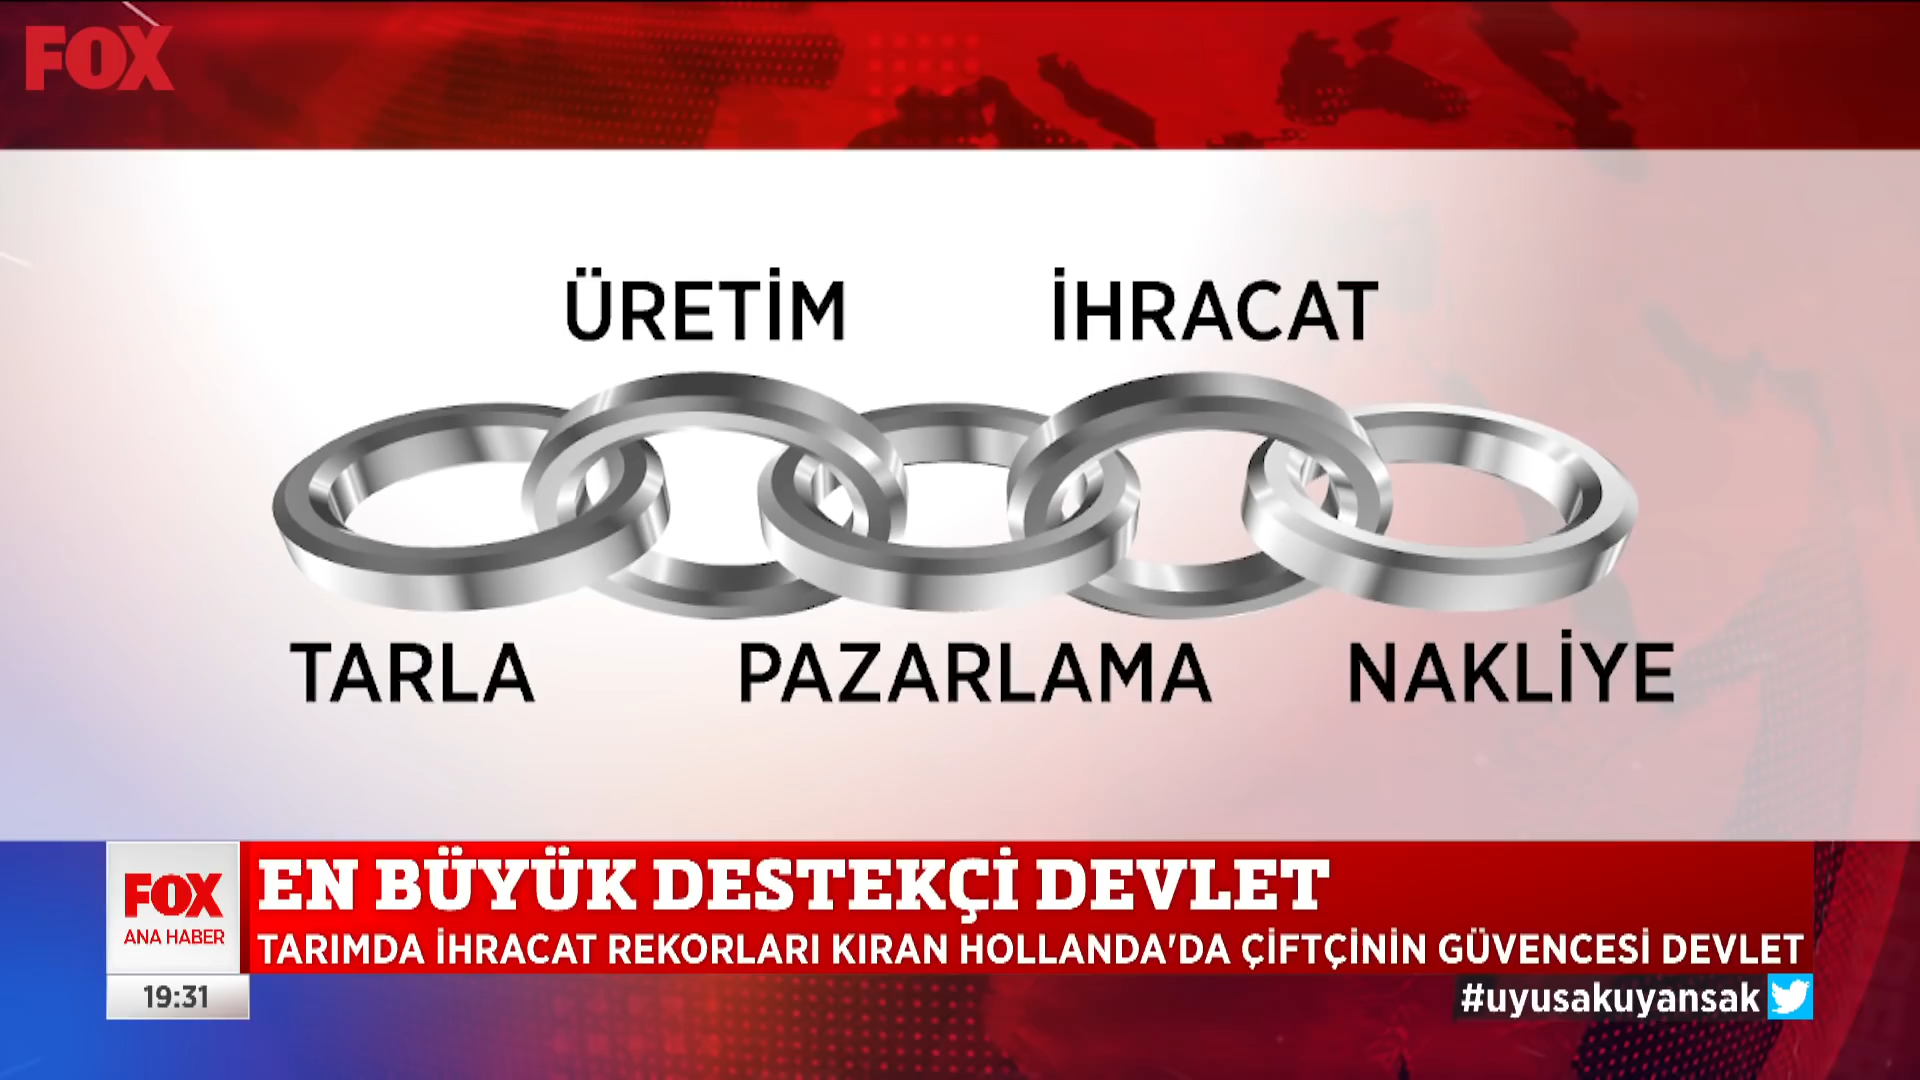 FOX
ÜRETİM İHRACAT
TARLA PAZARLAMA NAKLİYE
FOX
ANA HABER
EN BÜYÜK DESTEKÇİ DEVLET
TARIMDA İHRACAT REKORLARI KIRAN HOLLANDA'DA ÇİFTÇİNİN GÜVENCESİ DEVLET
19:31
#uyusakuyansak